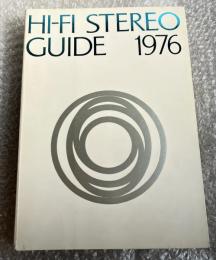 HI-FI STEREO
GUIDE 1976